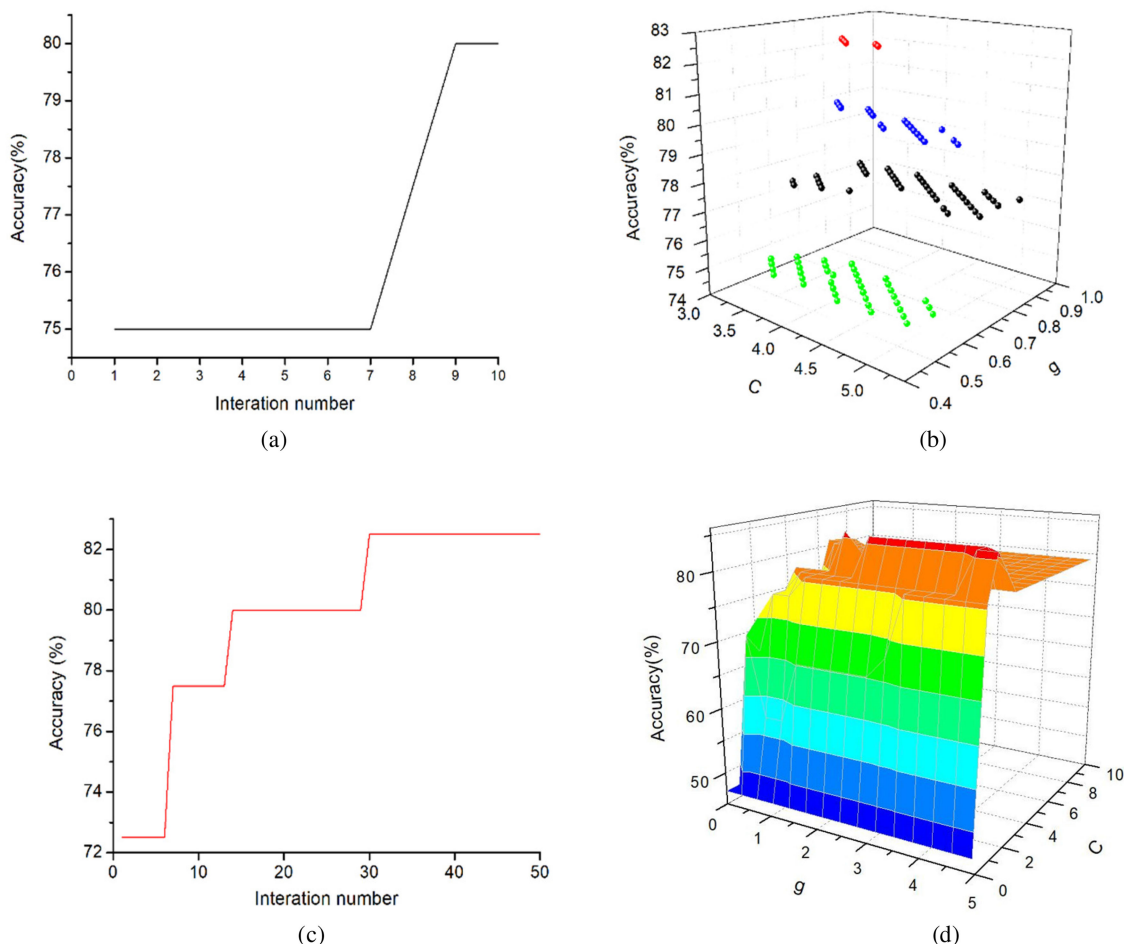 80
79
78
77
76
75
Accuracy(%)
0 1 2 3 4 5 6 7 8 9 10
Interation number
(a)
83
82
81
80
79
78
77
76
75
74
Accuracy(%)
3.0 3.5 4.0 4.5 5.0
C
0.4 0.5 0.6 0.7 0.8 0.9 1.0
g
(b)
82
80
78
76
74
72
Accuracy (%)
0 10 20 30 40 50
Interation number
(c)
80
70
60
50
Accuracy(%)
0 1 2 3 4 5
g
0 2 4 6 8 10
C
(d)